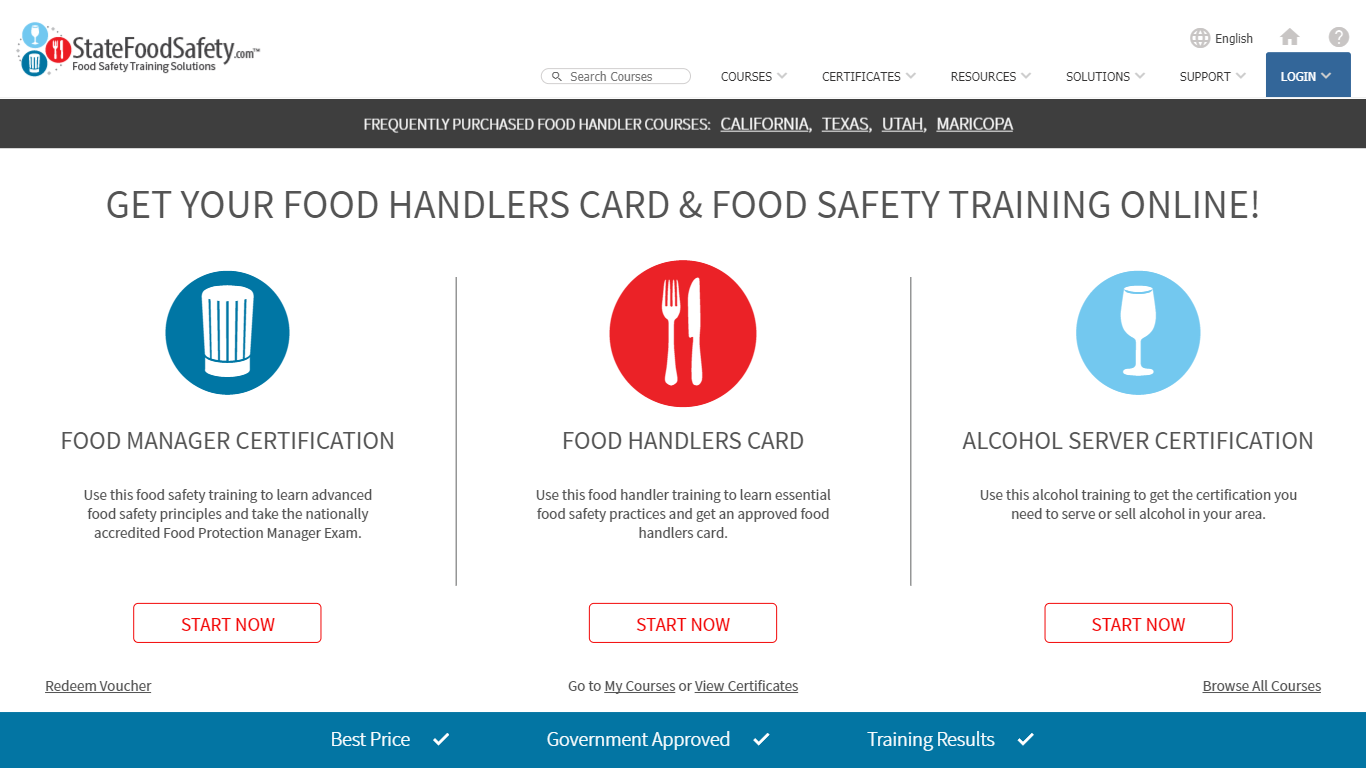 StateFoodSafety.com™
Food Safety Training Solutions
English
Search Courses
COURSES
CERTIFICATES
RESOURCES
SOLUTIONS
SUPPORT
LOGIN
FREQUENTLY PURCHASED FOOD HANDLER COURSES: CALIFORNIA, TEXAS, UTAH, MARICOPA
GET YOUR FOOD HANDLERS CARD & FOOD SAFETY TRAINING ONLINE!
FOOD MANAGER CERTIFICATION
Use this food safety training to learn advanced
food safety principles and take the nationally
accredited Food Protection Manager Exam.
START NOW
FOOD HANDLERS CARD
Use this food handler training to learn essential
food safety practices and get an approved food
handlers card.
START NOW
ALCOHOL SERVER CERTIFICATION
Use this alcohol training to get the certification you
need to serve or sell alcohol in your area.
START NOW
Redeem Voucher
Go to My Courses or View Certificates
Browse All Courses
Best Price
Government Approved
Training Results